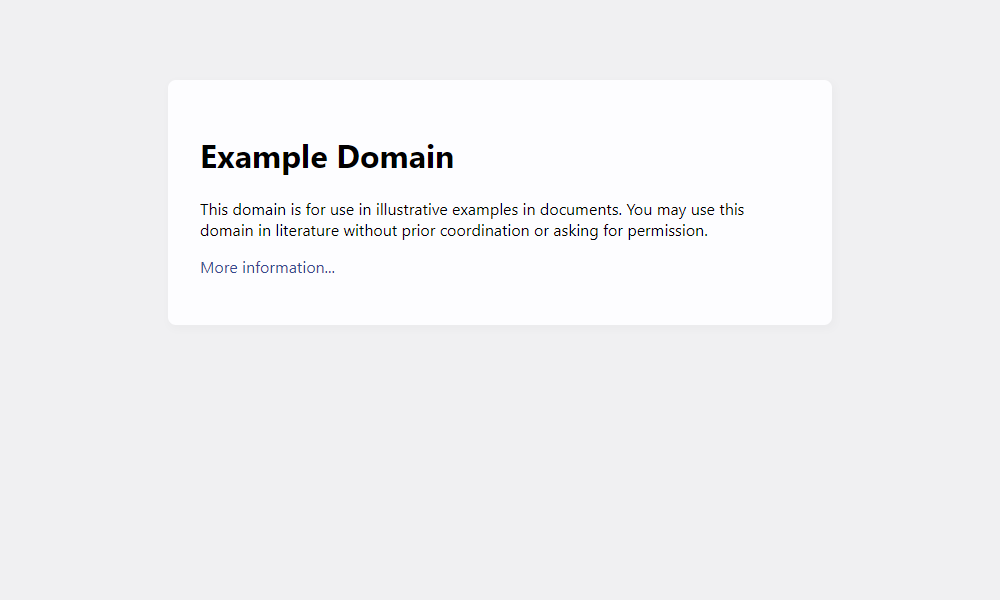 Example Domain
This domain is for use in illustrative examples in documents. You may use this
domain in literature without prior coordination or asking for permission.
More information...